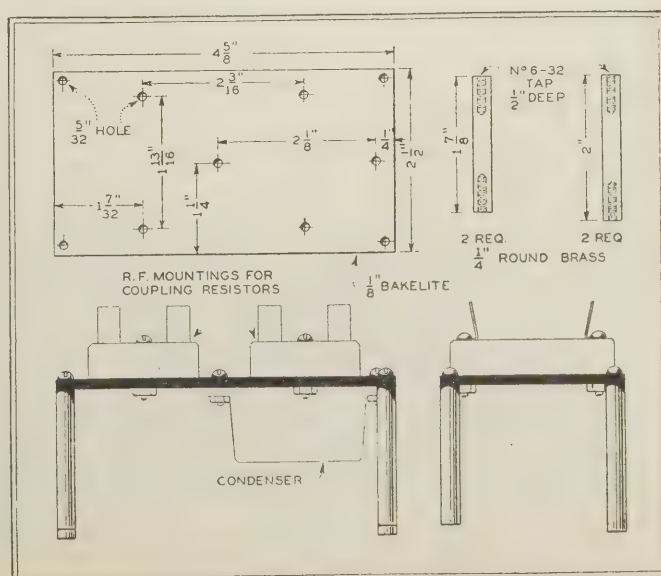 4 5/8"
2 3/16"
5/32" HOLE
1 13/16"
2 1/8"
1/4"
2 1/2"
1 1/4"
1 7/32"
R.F. MOUNTINGS FOR
COUPLING RESISTORS
1/8" BAKELITE
Nº 6-32
TAP
1/2" DEEP
1 7/8"
2"
2 REQ.
2 REQ
1/4" ROUND BRASS
CONDENSER